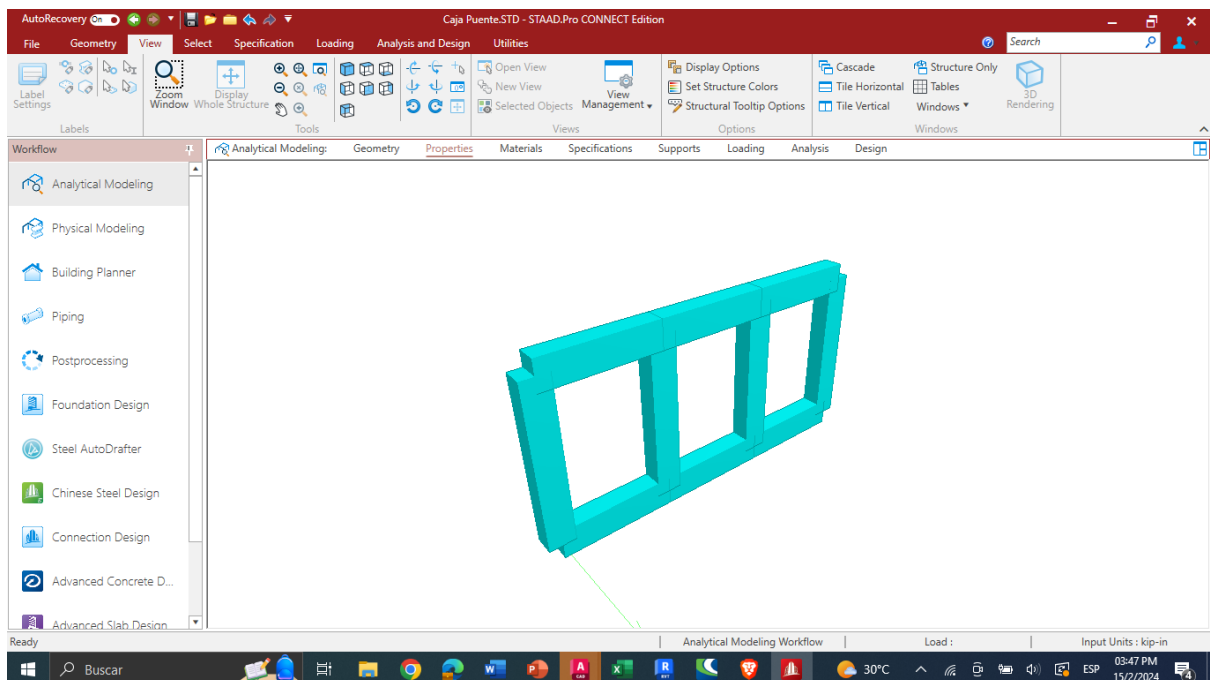 AutoRecovery On Caja Puente.STD - STAAD.Pro CONNECT Edition
File Geometry View Select Specification Loading Analysis and Design Utilities Search
Label Settings
Labels
Zoom Window
Display Whole Structure
Tools
Open View
New View
Selected Objects
View Management
Views
Display Options
Set Structure Colors
Structural Tooltip Options
Options
Cascade
Tile Horizontal
Tile Vertical
Structure Only
Tables
Windows
3D Rendering
Windows
Workflow
Analytical Modeling: Geometry Properties Materials Specifications Supports Loading Analysis Design
Analytical Modeling
Physical Modeling
Building Planner
Piping
Postprocessing
Foundation Design
Steel AutoDrafter
Chinese Steel Design
Connection Design
Advanced Concrete D...
Advanced Slab Design
Ready Analytical Modeling Workflow Load : Input Units : kip-in
Buscar 30°C ESP 03:47 PM
15/2/2024